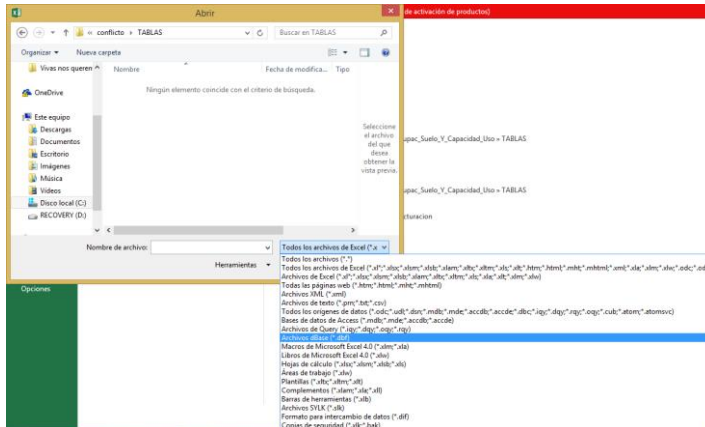 Abrir
de activación de productos)
« conflicto » TABLAS
Buscar en TABLAS
Organizar
Nueva carpeta
Vivas nos queren
Nombre
Fecha de modifica...
Tipo
Ningún elemento coincide con el criterio de búsqueda.
OneDrive
Este equipo
Descargas
Documentos
Escritorio
Imágenes
Música
Vídeos
Disco local (C:)
RECOVERY (D:)
Seleccione
el archivo
del que
desea
obtener la
vista previa.
upac_Suelo_Y_Capacidad_Uso » TABLAS
upac_Suelo_Y_Capacidad_Uso » TABLAS
cturacion
Nombre de archivo:
Todos los archivos de Excel (*.x
Herramientas
Opciones
Todos los archivos (*.*)
Todos los archivos de Excel (*.xl*;*.xlsx;*.xlsm;*.xlsb;*.xlam;*.xltx;*.xltm;*.xls;*.xlt;*.htm;*.html;*.mht;*.mhtml;*.xml;*.xla;*.xlm;*.xlw;*.odc;*.od
Archivos de Excel (*.xl*;*.xlsx;*.xlsm;*.xlsb;*.xlam;*.xltx;*.xltm;*.xls;*.xla;*.xlt;*.xlm;*.xlw)
Todas las páginas web (*.htm;*.html;*.mht;*.mhtml)
Archivos XML (*.xml)
Archivos de texto (*.prn;*.txt;*.csv)
Todos los orígenes de datos (*.odc;*.udl;*.dsn;*.mdb;*.mde;*.accdb;*.accde;*.dbc;*.iqy;*.dqy;*.rqy;*.oqy;*.cub;*.atom;*.atomsvc)
Bases de datos de Access (*.mdb;*.mde;*.accdb;*.accde)
Archivos de Query (*.iqy;*.dqy;*.oqy;*.rqy)
Archivos dBase (*.dbf)
Macros de Microsoft Excel 4.0 (*.xlm;*.xla)
Libros de Microsoft Excel 4.0 (*.xlw)
Hojas de cálculo (*.xlsx;*.xlsm;*.xlsb;*.xls)
Áreas de trabajo (*.xlw)
Plantillas (*.xltx;*.xltm;*.xlt)
Complementos (*.xlam;*.xla;*.xll)
Barras de herramientas (*.xlb)
Archivos SYLK (*.slk)
Formato para intercambio de datos (*.dif)
Copias de seguridad (*.xlk;*.bak)